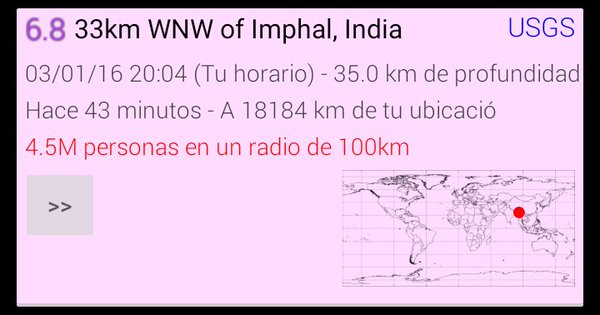 6.8 33km WNW of Imphal, India USGS
03/01/16 20:04 (Tu horario) - 35.0 km de profundidad
Hace 43 minutos - A 18184 km de tu ubicació
4.5M personas en un radio de 100km
>>